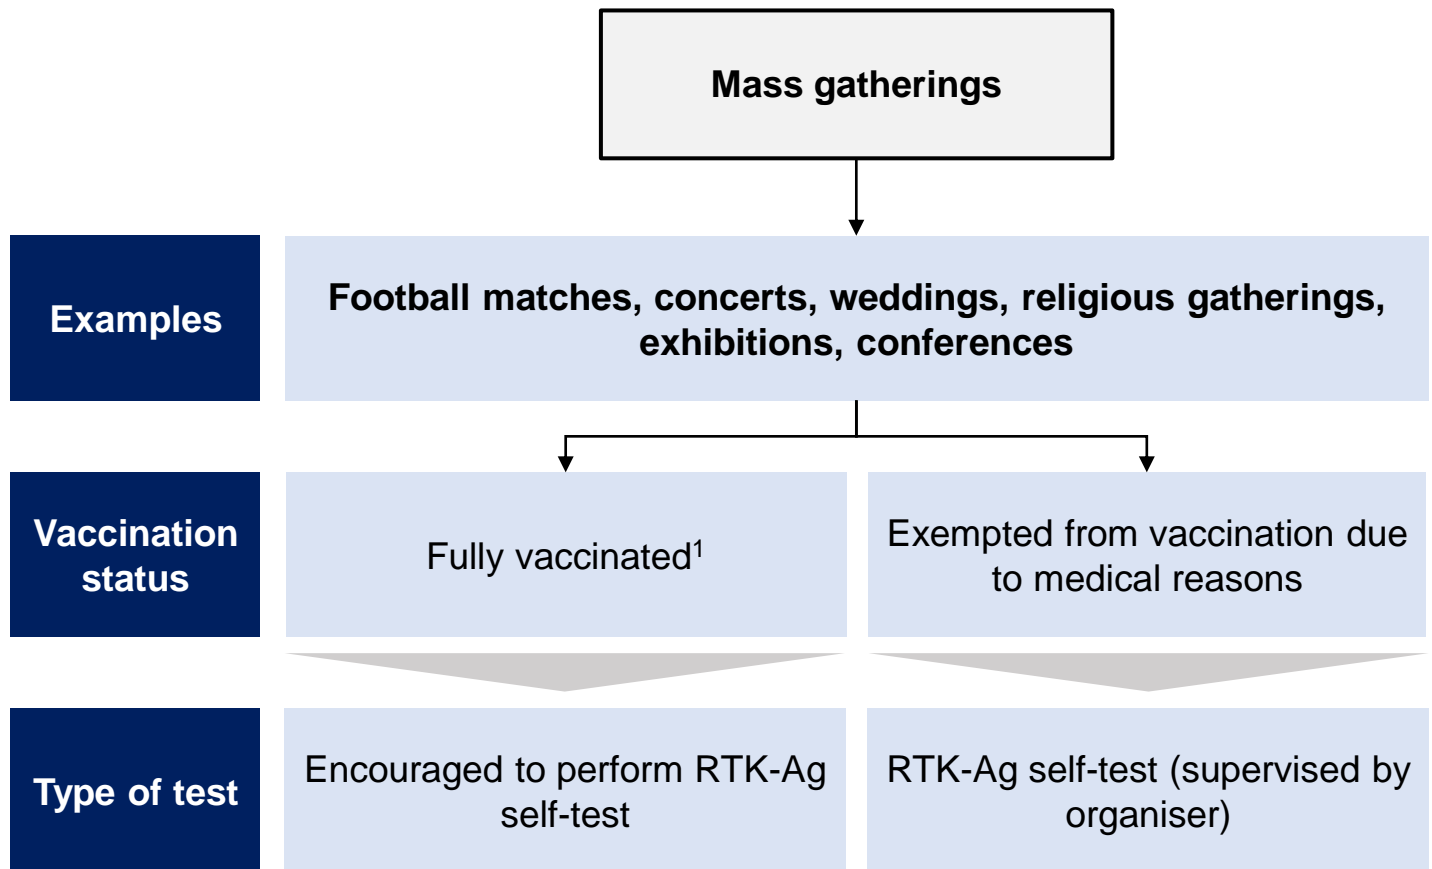 Mass gatherings
Examples
Football matches, concerts, weddings, religious gatherings,
exhibitions, conferences
Vaccination
status
Fully vaccinated¹
Exempted from vaccination due
to medical reasons
Type of test
Encouraged to perform RTK-Ag
self-test
RTK-Ag self-test (supervised by
organiser)